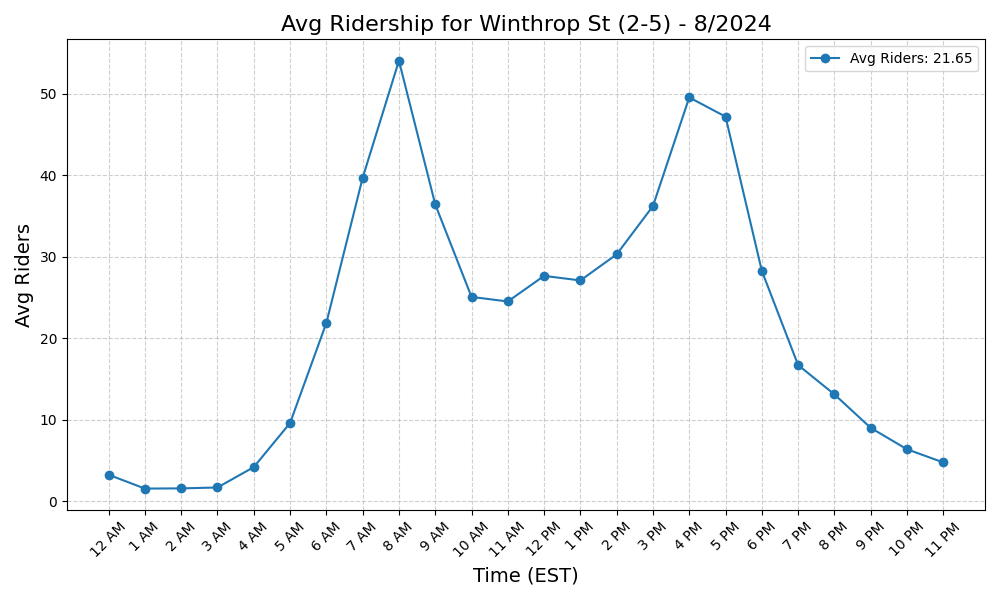 Avg Ridership for Winthrop St (2-5) - 8/2024
Avg Riders: 21.65
Avg Riders
50
40
30
20
10
0
12 AM
1 AM
2 AM
3 AM
4 AM
5 AM
6 AM
7 AM
8 AM
9 AM
10 AM
11 AM
12 PM
1 PM
2 PM
3 PM
4 PM
5 PM
6 PM
7 PM
8 PM
9 PM
10 PM
11 PM
Time (EST)